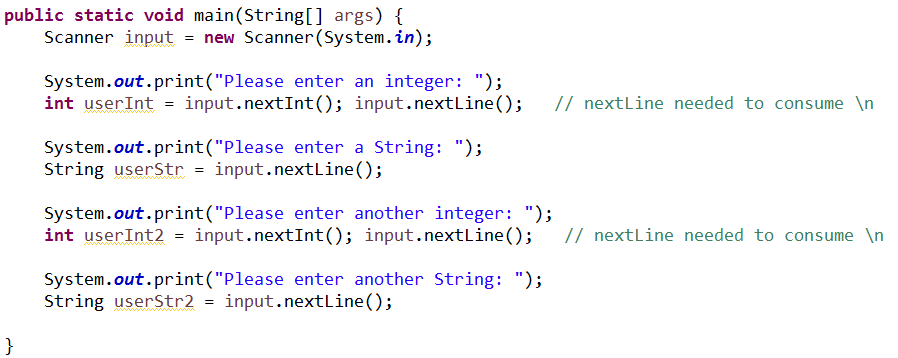 public static void main(String[] args) {
    Scanner input = new Scanner(System.in);
    System.out.print("Please enter an integer: ");
    int userInt = input.nextInt(); input.nextLine();   // nextLine needed to consume \n
    System.out.print("Please enter a String: ");
    String userStr = input.nextLine();
    System.out.print("Please enter another integer: ");
    int userInt2 = input.nextInt(); input.nextLine();   // nextLine needed to consume \n
    System.out.print("Please enter another String: ");
    String userStr2 = input.nextLine();
}